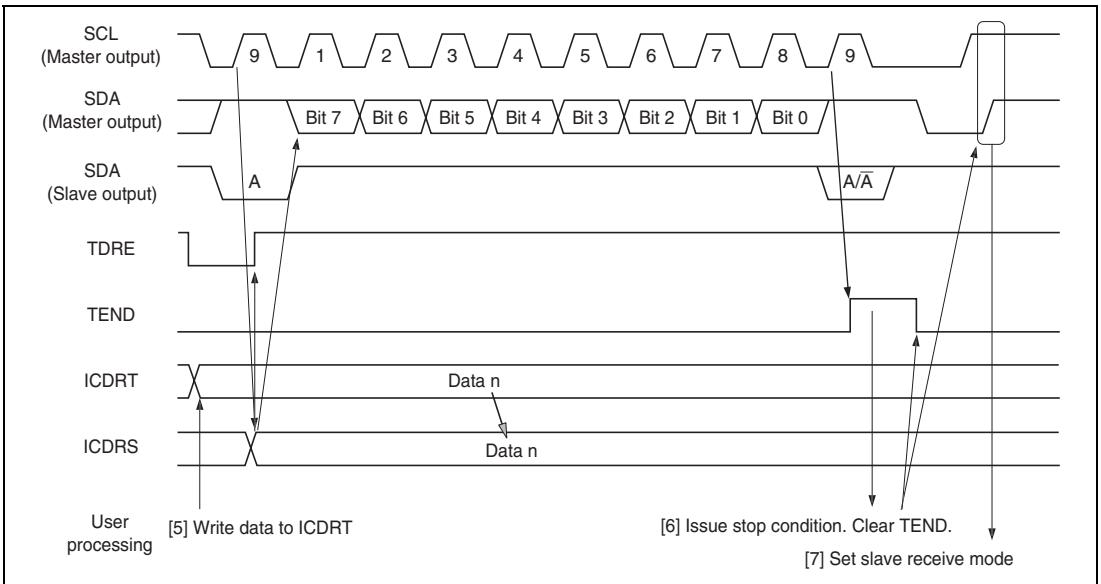 SCL
(Master output)
9 1 2 3 4 5 6 7 8 9
SDA
(Master output)
Bit 7 Bit 6 Bit 5 Bit 4 Bit 3 Bit 2 Bit 1 Bit 0
SDA
(Slave output)
A A/A̅
TDRE
TEND
ICDRT
Data n
ICDRS
Data n
User
processing
[5] Write data to ICDRT
[6] Issue stop condition. Clear TEND.
[7] Set slave receive mode